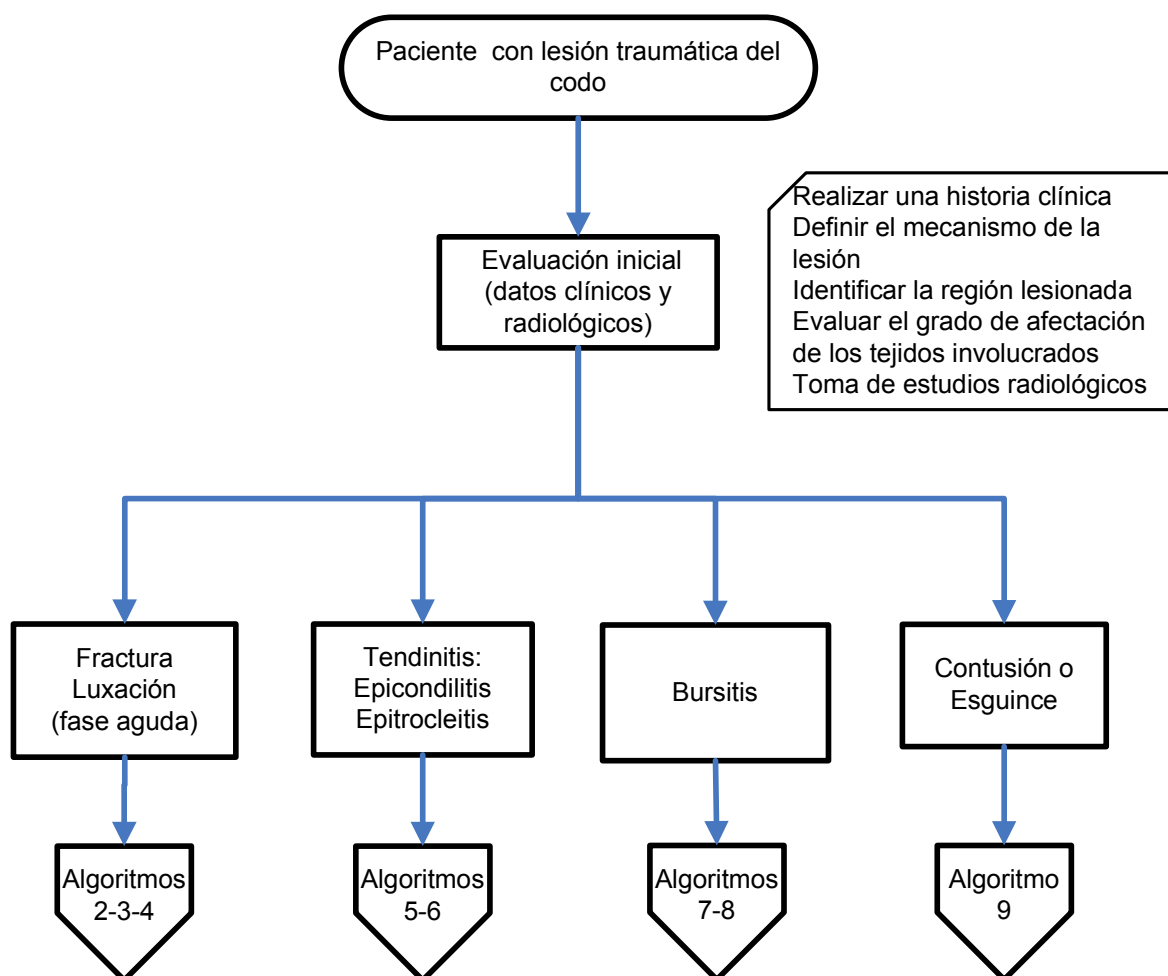 Paciente con lesión traumática del
codo
Realizar una historia clínica
Definir el mecanismo de la
lesión
Identificar la región lesionada
Evaluar el grado de afectación
de los tejidos involucrados
Toma de estudios radiológicos
Evaluación inicial
(datos clínicos y
radiológicos)
Fractura
Luxación
(fase aguda)
Tendinitis:
Epicondilitis
Epitrocleitis
Bursitis
Contusión o
Esguince
Algoritmos
2-3-4
Algoritmos
5-6
Algoritmos
7-8
Algoritmo
9